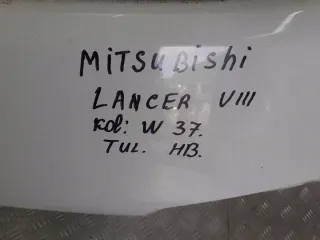 MiTSUBishi
LANCER VIII
Kol: W 37.
TUL. HB.